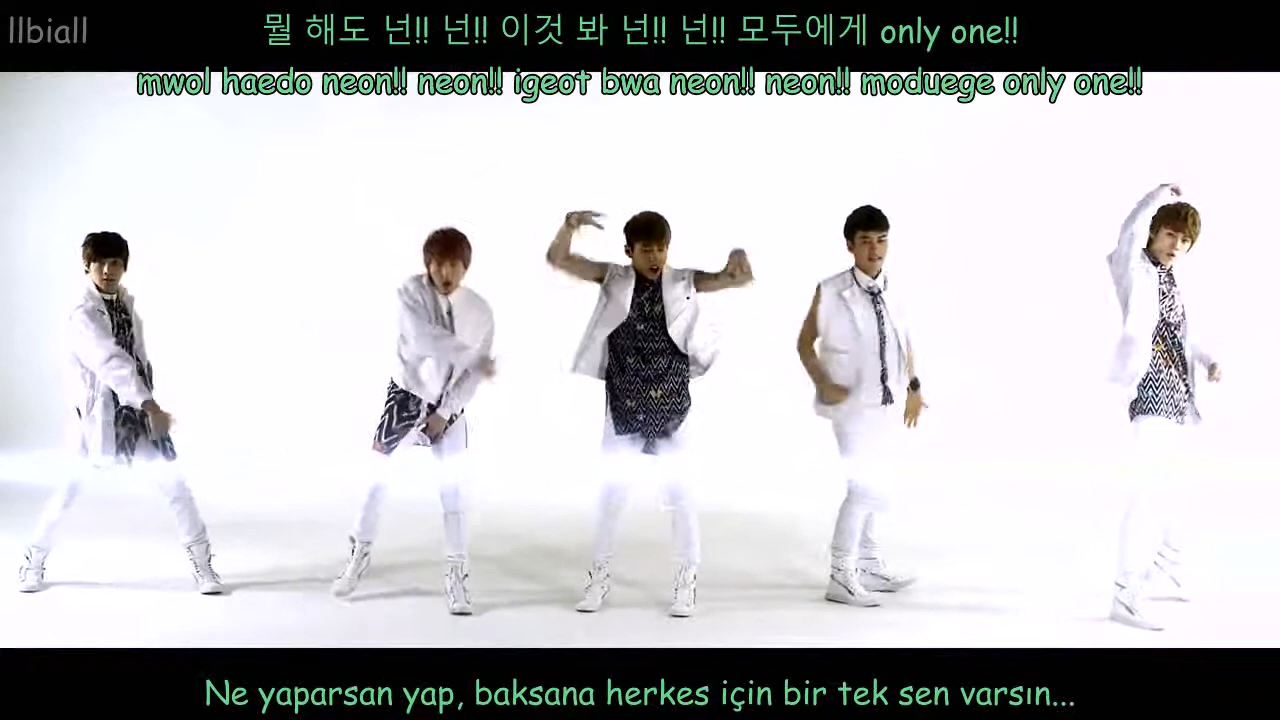 llbiall
뭘 해도 넌!! 넌!! 이것 봐 넌!! 넌!! 모두에게 only one!!
mwol haedo neon!! neon!! igeot bwa neon!! neon!! moduege only one!!
Ne yaparsan yap, baksana herkes için bir tek sen varsın...